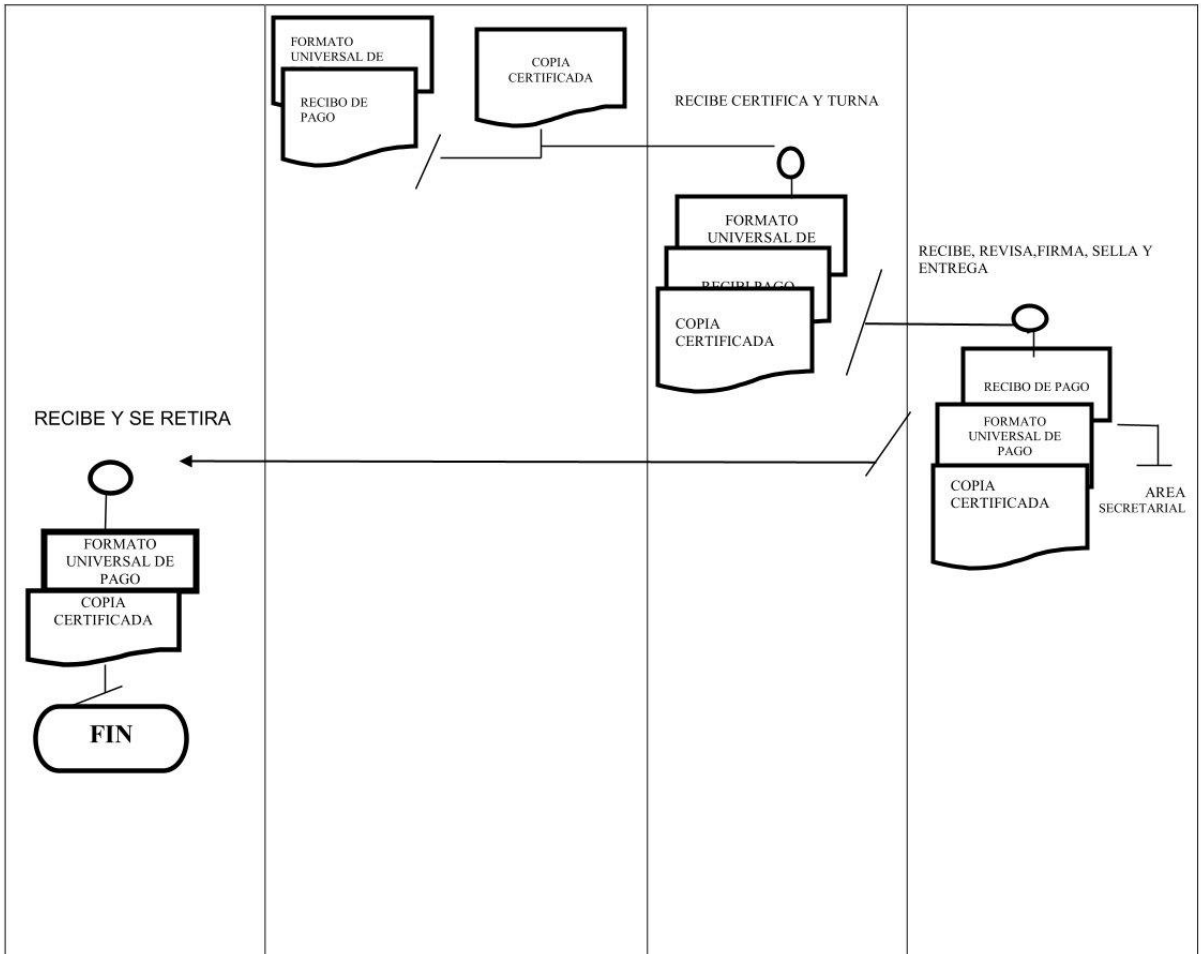 FORMATO
UNIVERSAL DE
RECIBO DE
PAGO
COPIA
CERTIFICADA
RECIBE CERTIFICA Y TURNA
FORMATO
UNIVERSAL DE
RECIBI PAGO
COPIA
CERTIFICADA
RECIBE, REVISA,FIRMA, SELLA Y
ENTREGA
RECIBO DE PAGO
FORMATO
UNIVERSAL DE
PAGO
COPIA
CERTIFICADA
AREA
SECRETARIAL
RECIBE Y SE RETIRA
FORMATO
UNIVERSAL DE
PAGO
COPIA
CERTIFICADA
FIN